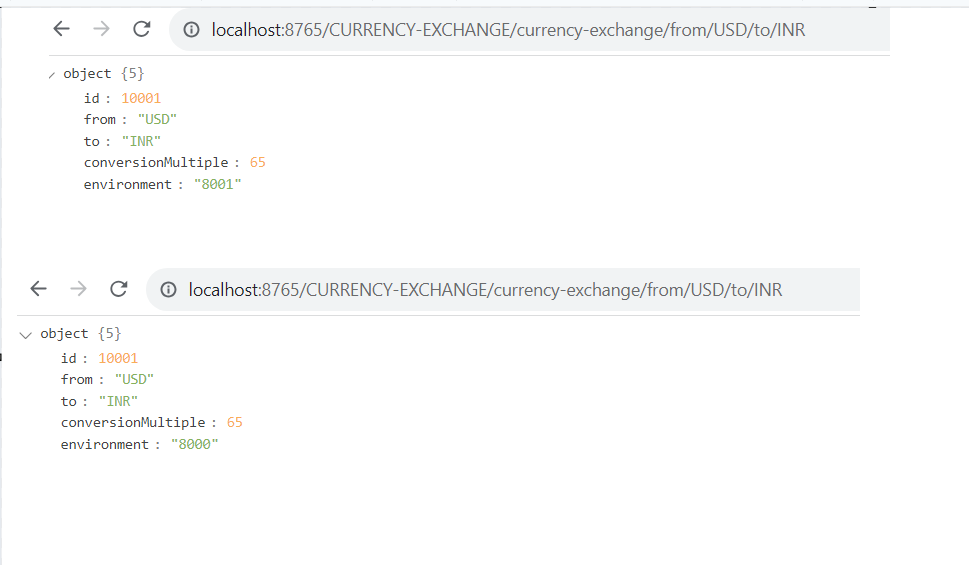 localhost:8765/CURRENCY-EXCHANGE/currency-exchange/from/USD/to/INR
object {5}
id : 10001
from : "USD"
to : "INR"
conversionMultiple : 65
environment : "8001"
localhost:8765/CURRENCY-EXCHANGE/currency-exchange/from/USD/to/INR
object {5}
id : 10001
from : "USD"
to : "INR"
conversionMultiple : 65
environment : "8000"